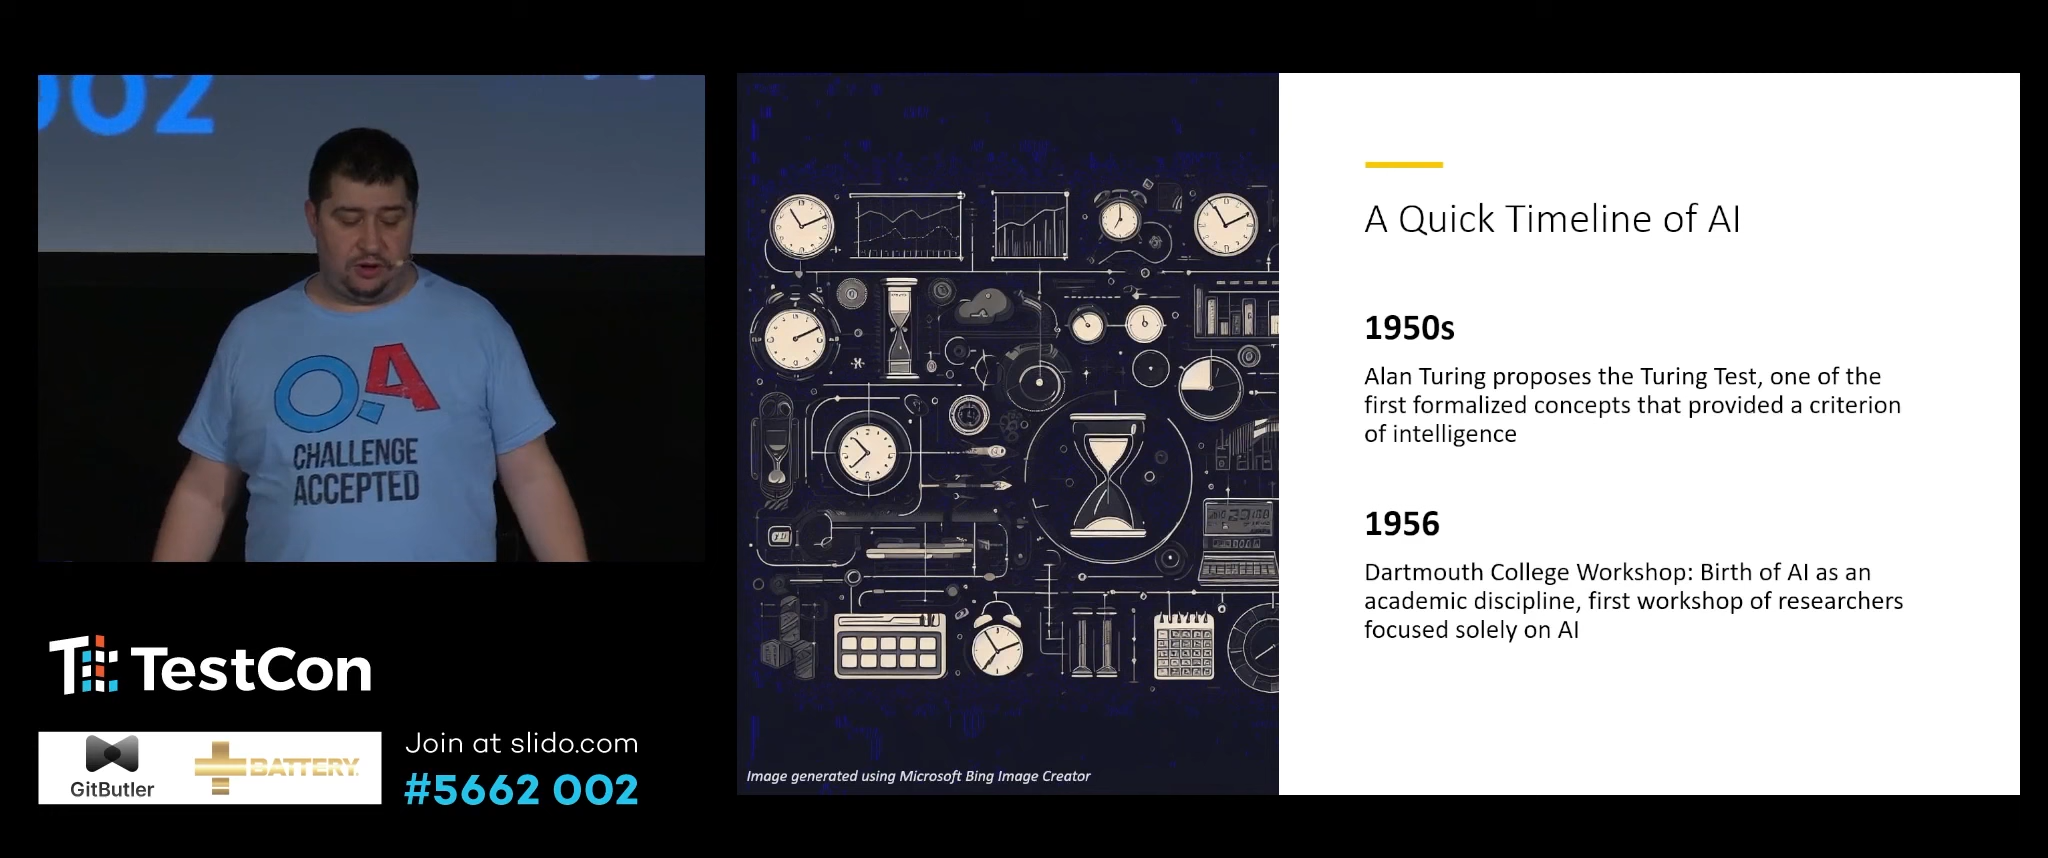 002
QA
CHALLENGE
ACCEPTED
TestCon
GitButler
BATTERY
Join at slido.com
#5662 002
Image generated using Microsoft Bing Image Creator
A Quick Timeline of AI
1950s
Alan Turing proposes the Turing Test, one of the
first formalized concepts that provided a criterion
of intelligence
1956
Dartmouth College Workshop: Birth of AI as an
academic discipline, first workshop of researchers
focused solely on AI